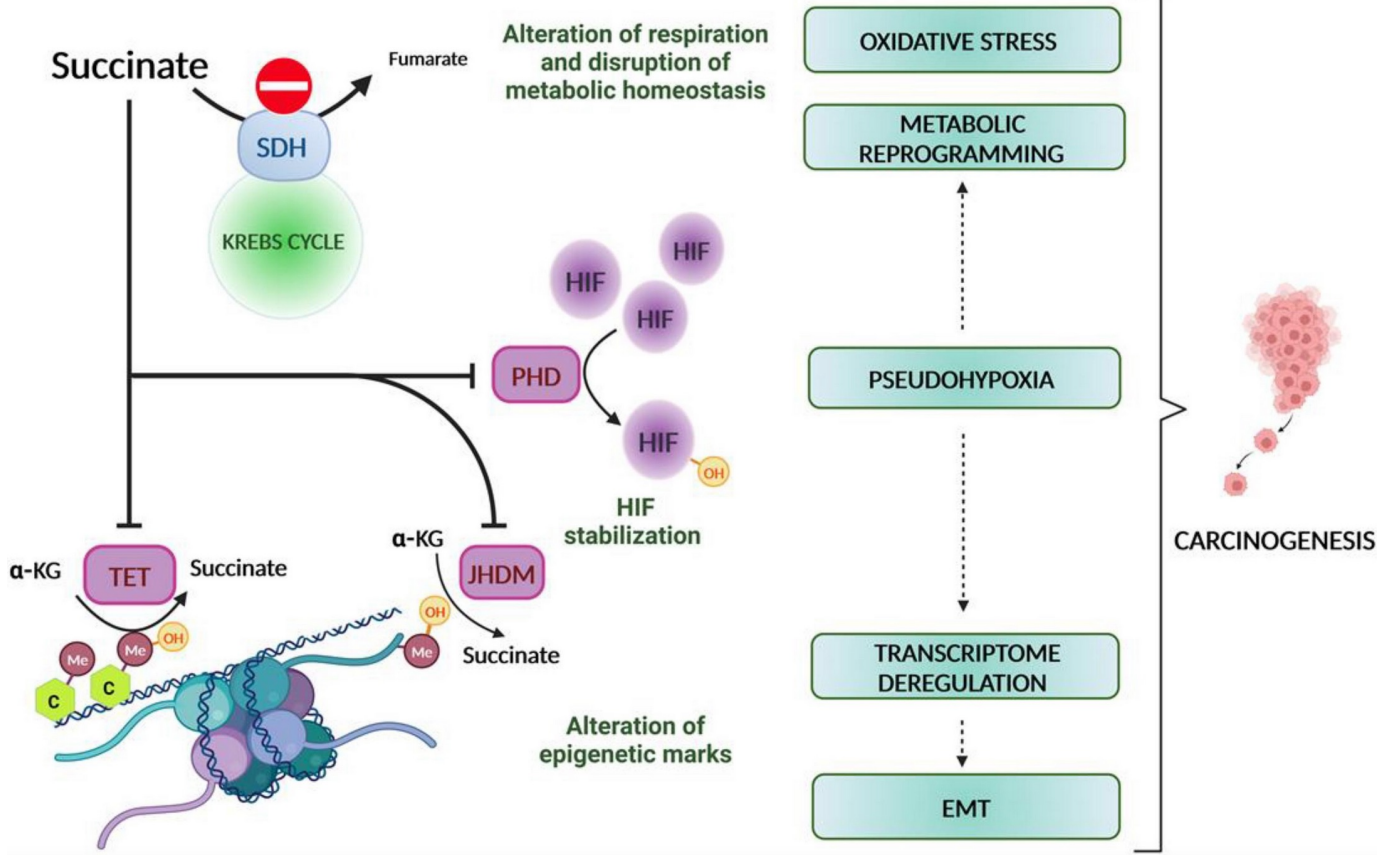 Succinate
Fumarate
SDH
KREBS CYCLE
Alteration of respiration
and disruption of
metabolic homeostasis
HIF
HIF
HIF
PHD
HIF
OH
HIF
stabilization
α-KG
TET
Succinate
Me
Me
OH
C
C
α-KG
JHDM
OH
Me
Succinate
Alteration of
epigenetic marks
OXIDATIVE STRESS
METABOLIC
REPROGRAMMING
PSEUDOHYPOXIA
TRANSCRIPTOME
DEREGULATION
EMT
CARCINOGENESIS